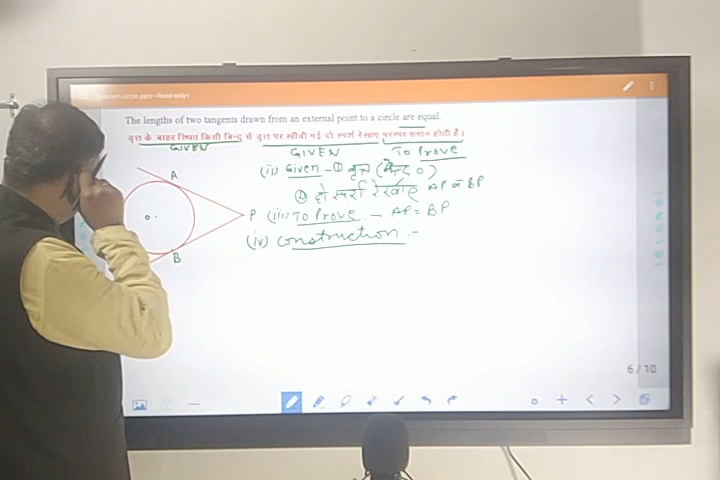 The lengths of two tangents drawn from an external point to a circle are equal.
वृत्त के बाहर स्थित किसी बिन्दु से वृत्त पर खींची गई दो स्पर्श रेखाएं परस्पर समान होती हैं।
GIVEN GIVEN To Prove
(ii) Given - ① वृत्त (केन्द्र O)
② दो स्पर्श रेखाएं AP = BP
(iii) To Prove - AP = BP
(iv) Construction :-
A
O
P
B
6/10